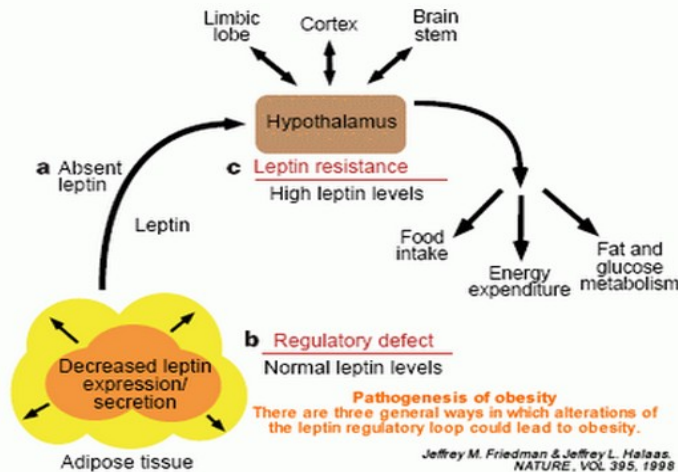 Limbic
lobe
Cortex
Brain
stem
Hypothalamus
a Absent
leptin
c Leptin resistance
High leptin levels
Leptin
Food
intake
Energy
expenditure
Fat and
glucose
metabolism
Decreased leptin
expression/
secretion
Adipose tissue
b Regulatory defect
Normal leptin levels
Pathogenesis of obesity
There are three general ways in which alterations of
the leptin regulatory loop could lead to obesity.
Jeffrey M. Friedman & Jeffrey L. Halaas.
NATURE, VOL 395, 1998